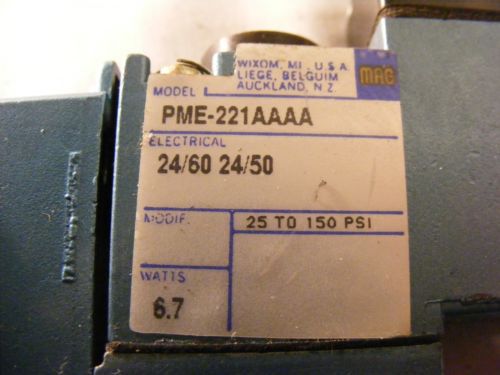 WIXOM, MI. U.S.A.
LIEGE, BELGUIM
AUCKLAND, N.Z.
MAC
MODEL
PME-221AAAA
ELECTRICAL
24/60 24/50
MODIF.
25 TO 150 PSI
WATTS
6.7